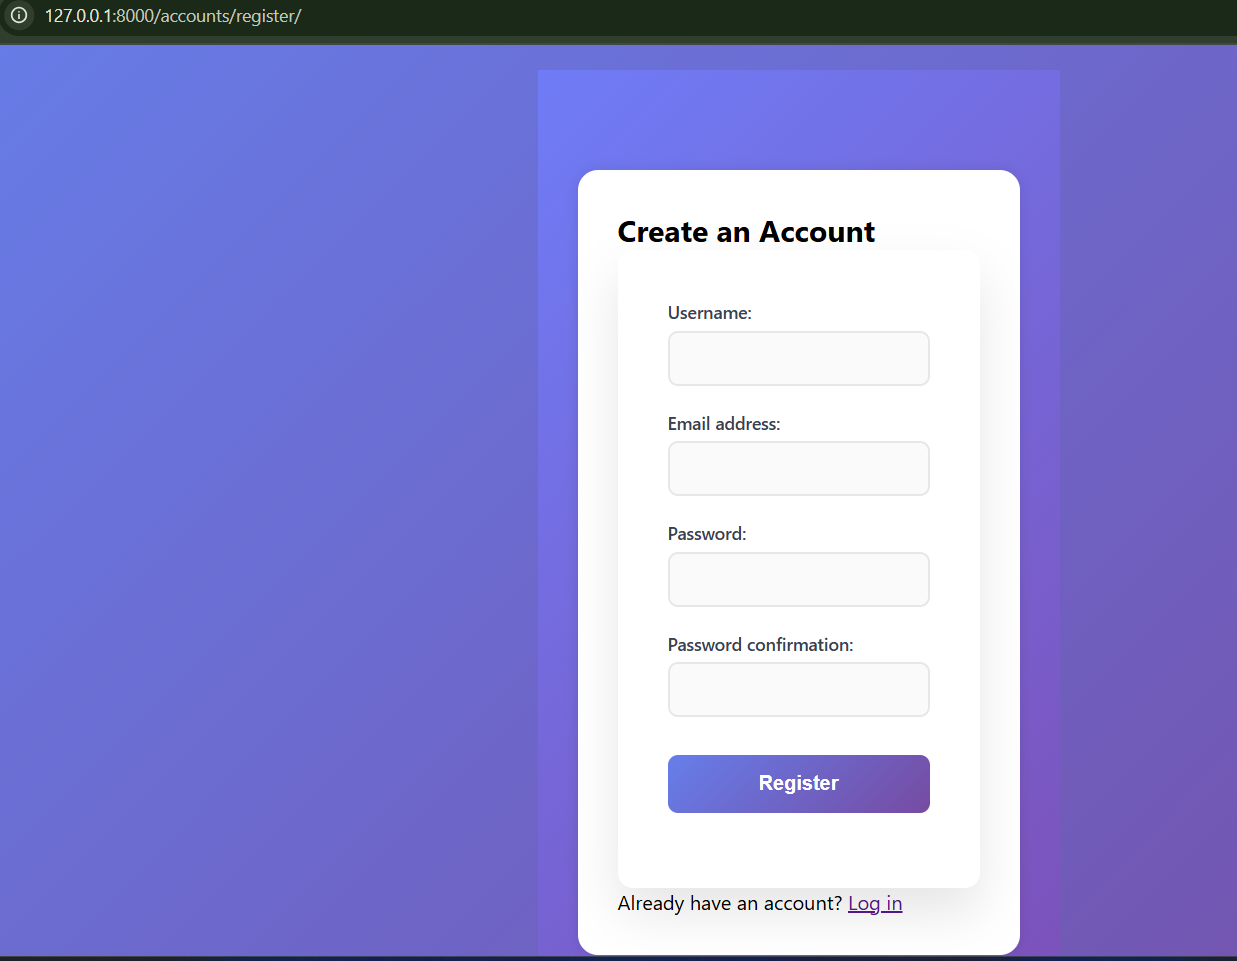 127.0.0.1:8000/accounts/register/
Create an Account
Username:
Email address:
Password:
Password confirmation:
Register
Already have an account? Log in